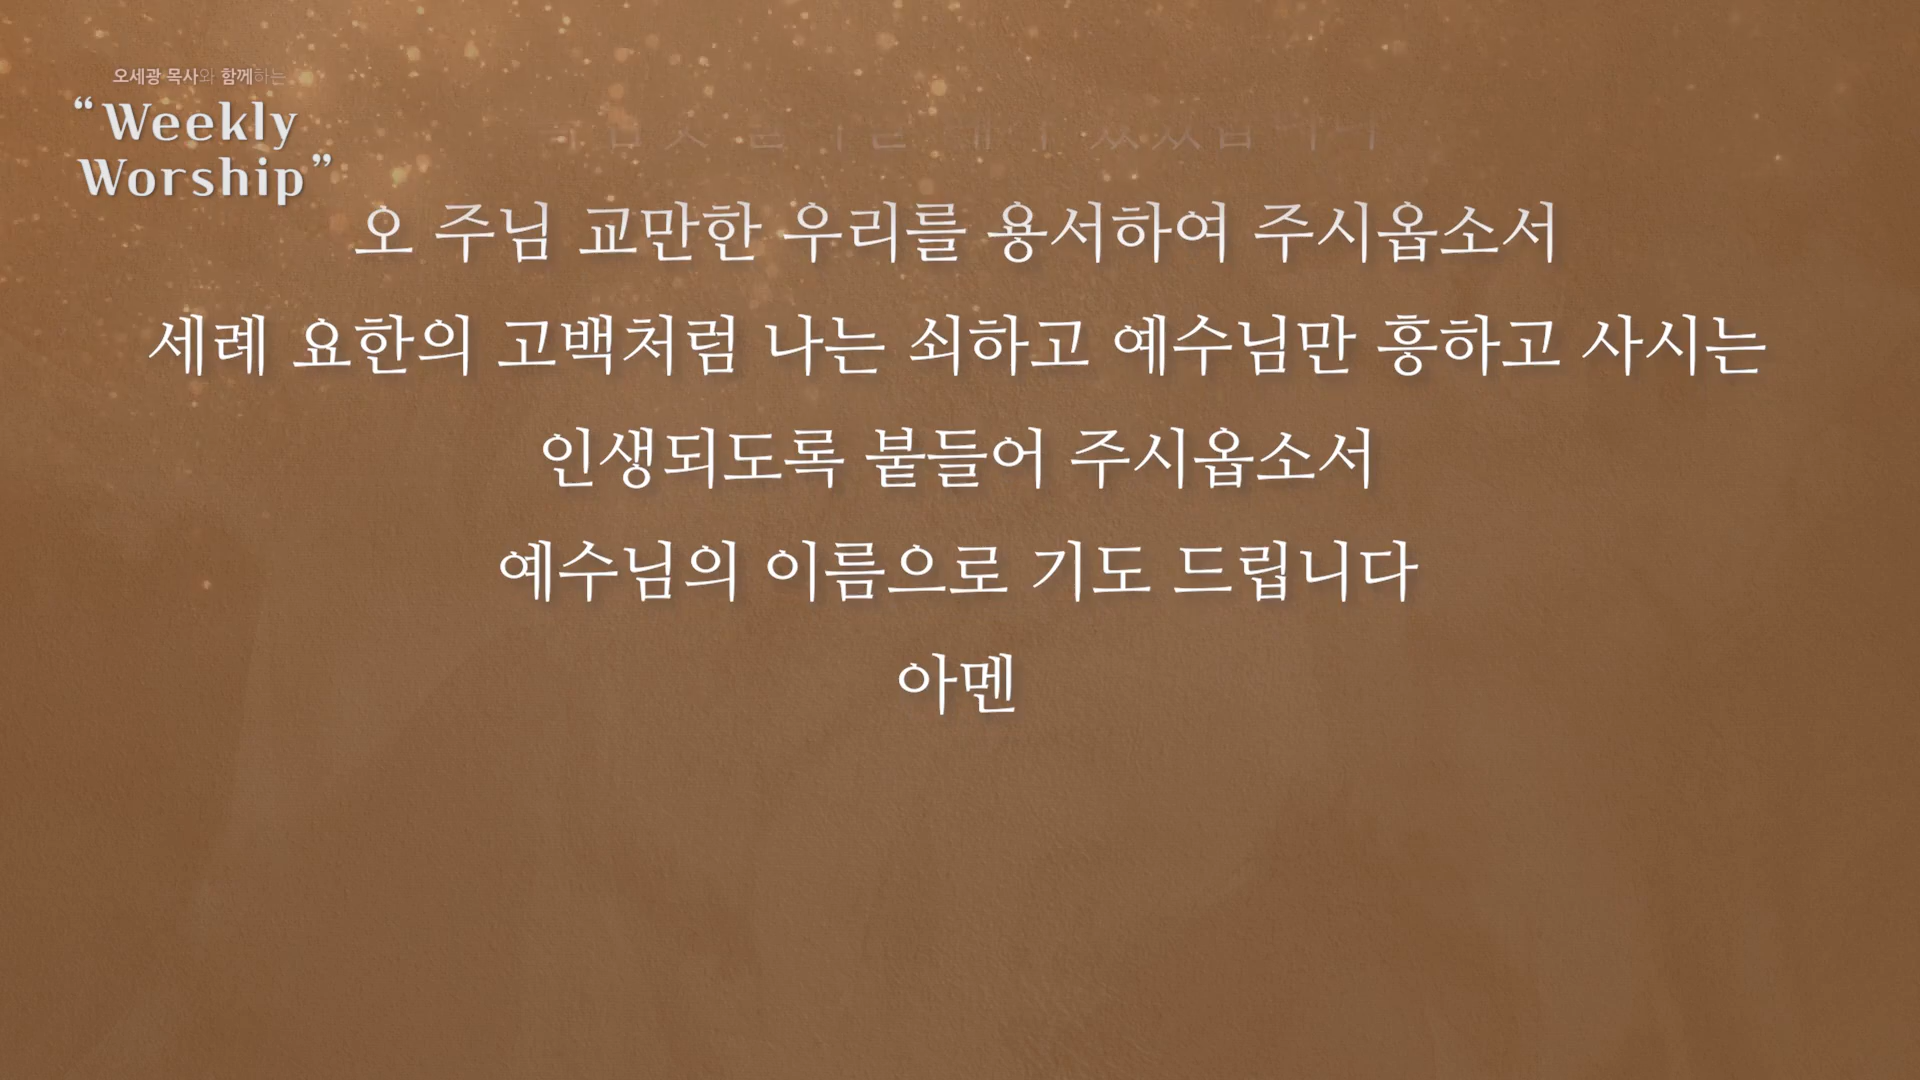 오세광 목사와 함께하는
“Weekly
Worship”
오 주님 교만한 우리를 용서하여 주시옵소서
세례 요한의 고백처럼 나는 쇠하고 예수님만 흥하고 사시는
인생되도록 붙들어 주시옵소서
예수님의 이름으로 기도 드립니다
아멘